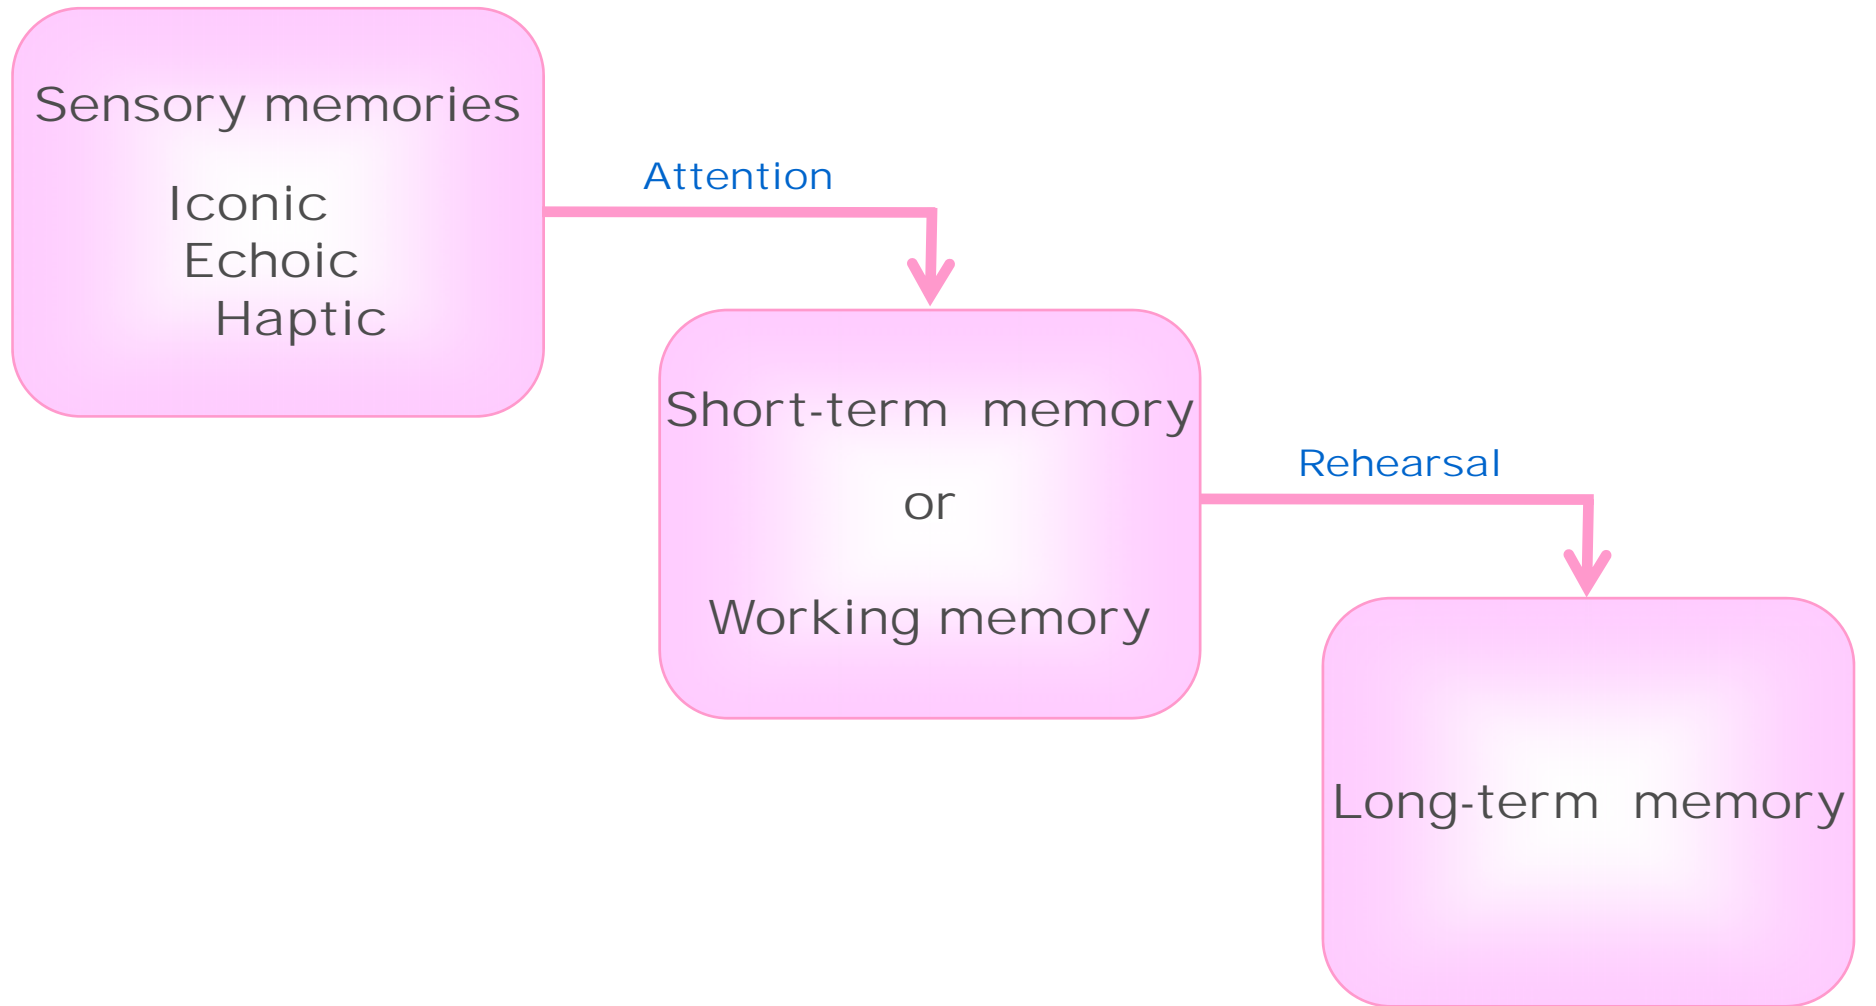 Sensory memories
Iconic
Echoic
Haptic
Attention
Short-term memory
or
Working memory
Rehearsal
Long-term memory